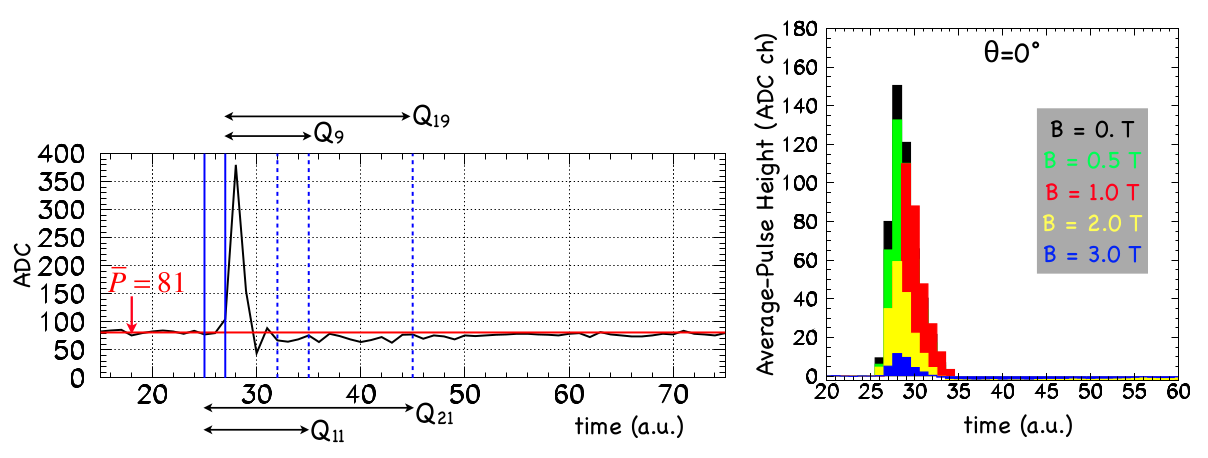 Q19
Q9
400
350
300
250
200
150
100
50
0
ADC
P̅ = 81
20 30 40 50 60 70
time (a.u.)
Q21
Q11
180
160
140
120
100
80
60
40
20
0
Average-Pulse Height (ADC ch)
θ=0°
B = 0. T
B = 0.5 T
B = 1.0 T
B = 2.0 T
B = 3.0 T
20 25 30 35 40 45 50 55 60
time (a.u.)